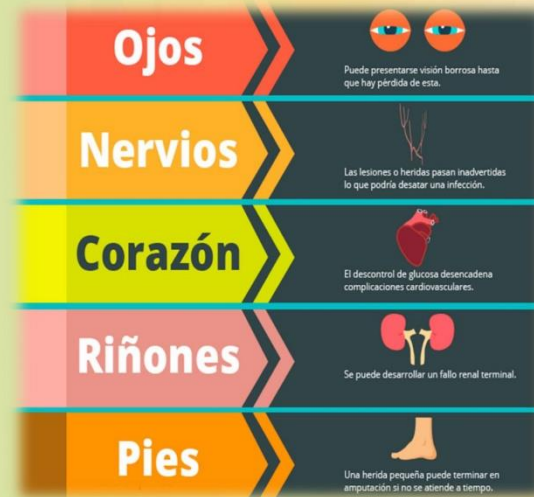 Ojos
Puede presentarse visión borrosa hasta
que hay pérdida de esta.
Nervios
Las lesiones o heridas pasan inadvertidas
lo que podría desatar una infección.
Corazón
El descontrol de glucosa desencadena
complicaciones cardiovasculares.
Riñones
Se puede desarrollar un fallo renal terminal.
Pies
Una herida pequeña puede terminar en
amputación si no se atiende a tiempo.